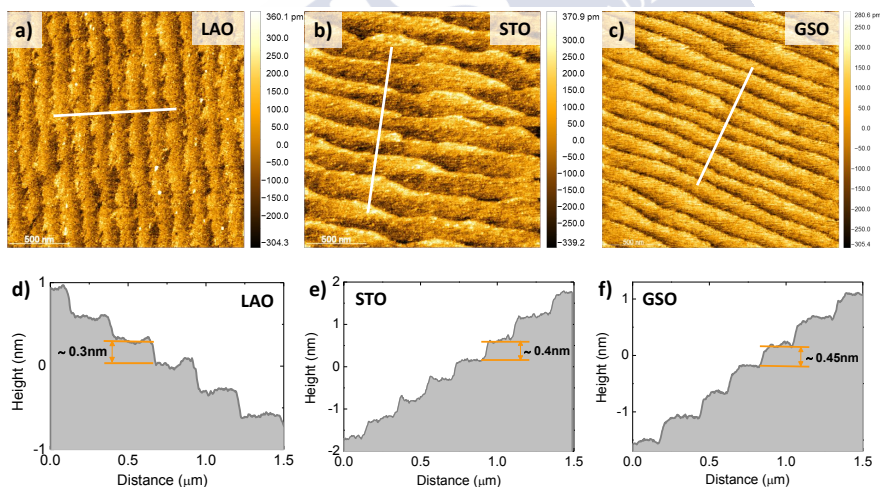 a)
LAO
500 nm
360.1 pm
300.0
250.0
200.0
150.0
100.0
50.0
0.0
−50.0
−100.0
−150.0
−200.0
−304.3
b)
STO
500 nm
370.9 pm
300.0
250.0
200.0
150.0
100.0
50.0
0.0
−50.0
−100.0
−150.0
−200.0
−339.2
c)
GSO
500 nm
280.6 pm
200.0
150.0
100.0
50.0
0.0
−50.0
−100.0
−150.0
−200.0
−305.4
d)
LAO
~ 0.3nm
Height (nm)
1
0
-1
0.0 0.5 1.0 1.5
Distance (μm)
e)
STO
~ 0.4nm
Height (nm)
2
1
0
-1
-2
0.0 0.5 1.0 1.5
Distance (μm)
f)
GSO
~ 0.45nm
Height (nm)
1
0
-1
0.0 0.5 1.0 1.5
Distance (μm)